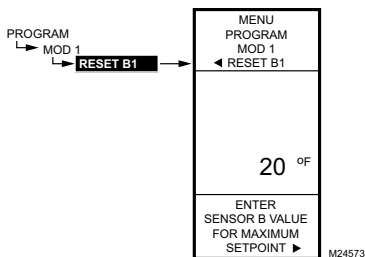 PROGRAM
MOD 1
RESET B1
MENU
PROGRAM
MOD 1
◄ RESET B1
20 °F
ENTER
SENSOR B VALUE
FOR MAXIMUM
SETPOINT ►
M24573